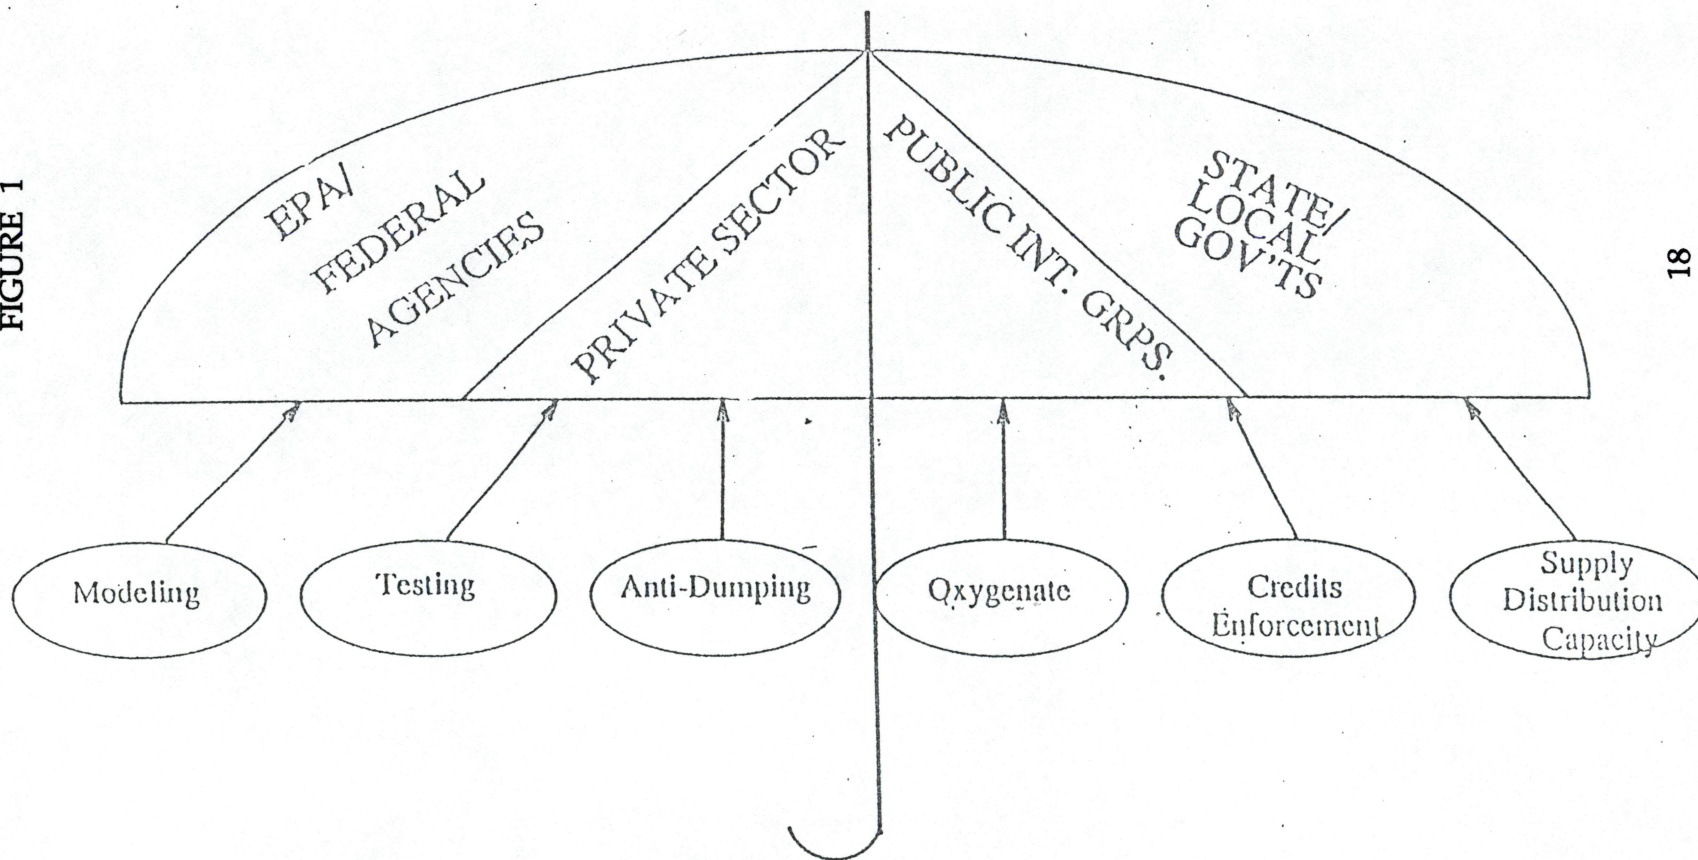 FIGURE 1
EPA/
FEDERAL
AGENCIES
PRIVATE SECTOR
PUBLIC INT. GRPS.
STATE/
LOCAL
GOV'TS
18
Modeling
Testing
Anti-Dumping
Oxygenate
Credits
Enforcement
Supply
Distribution
Capacity